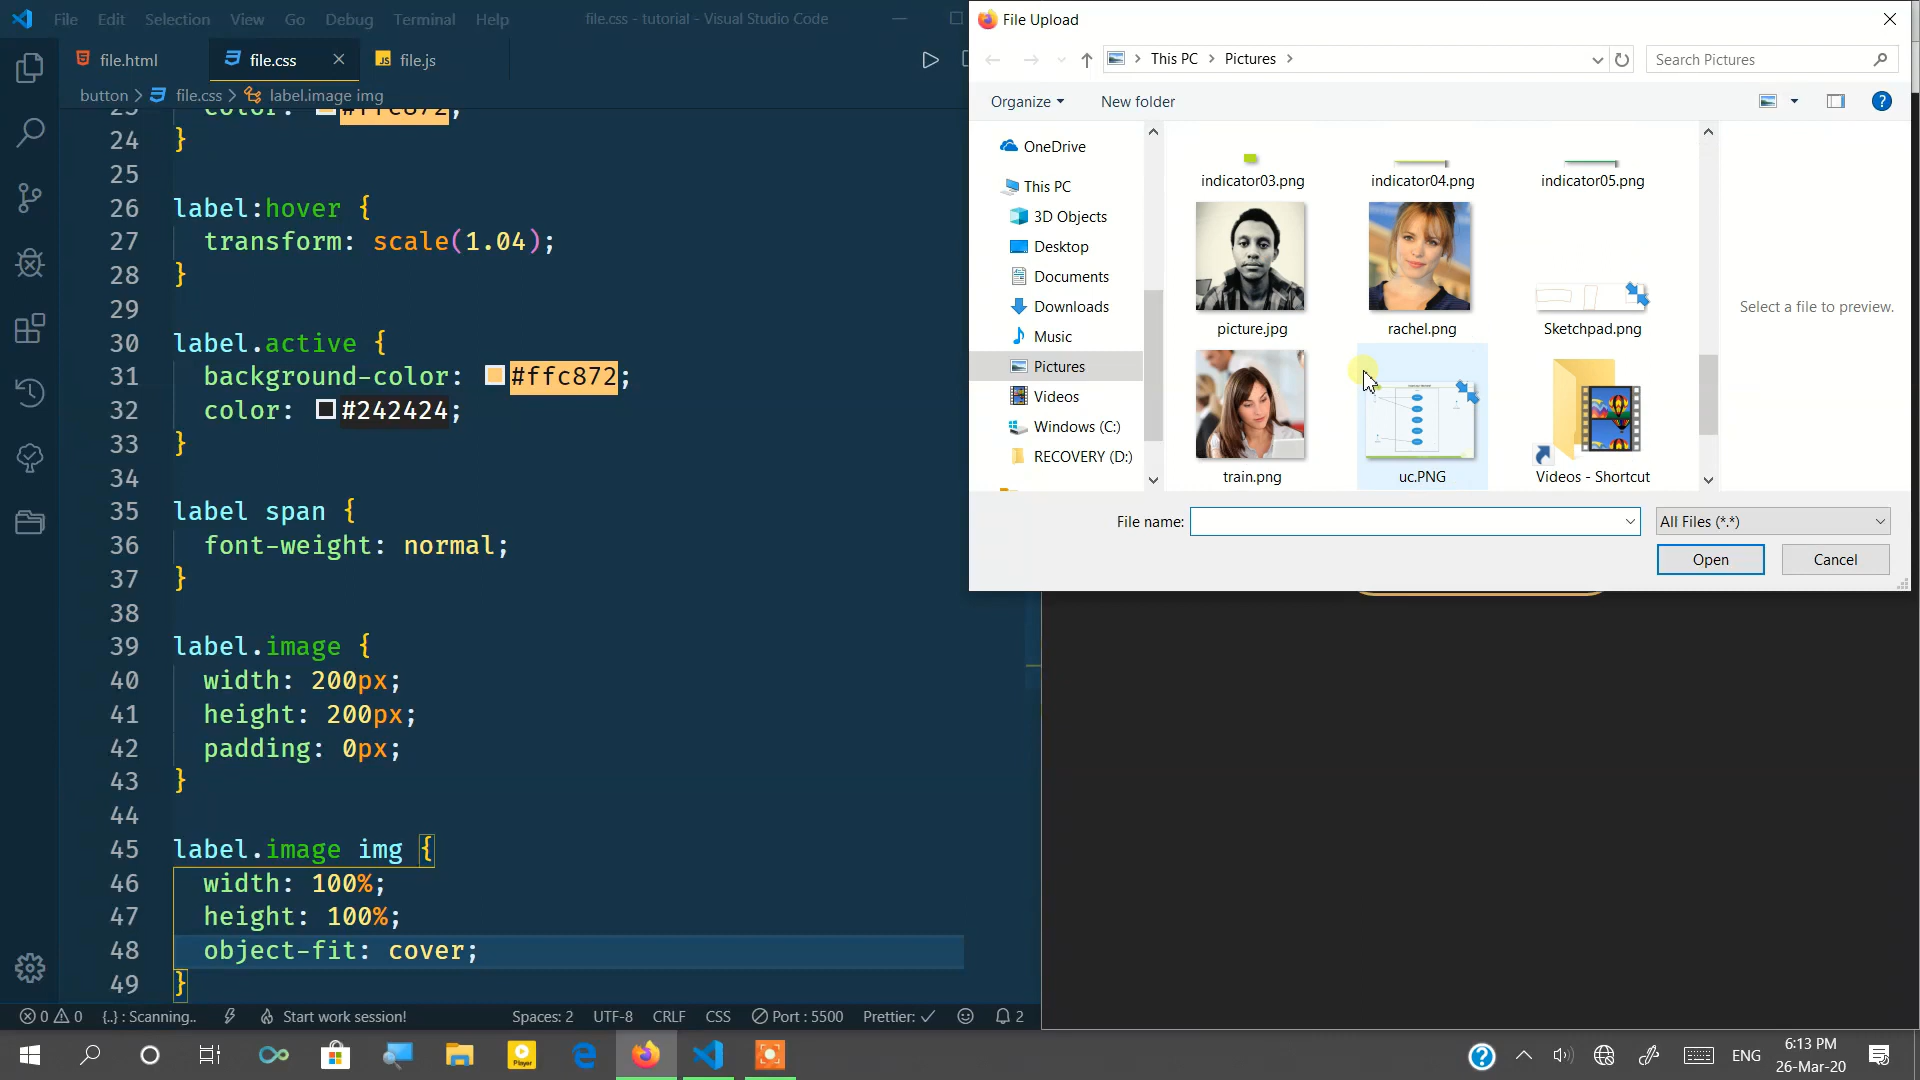 File Edit Selection View Go Debug Terminal Help file.css - tutorial - Visual Studio Code
file.html file.css file.js
button > file.css > label.image img
23 color: #ffc872;
24 }
25
26 label:hover {
27 transform: scale(1.04);
28 }
29
30 label.active {
31 background-color: #ffc872;
32 color: #242424;
33 }
34
35 label span {
36 font-weight: normal;
37 }
38
39 label.image {
40 width: 200px;
41 height: 200px;
42 padding: 0px;
43 }
44
45 label.image img {
46 width: 100%;
47 height: 100%;
48 object-fit: cover;
49 }
0 0 {..} : Scanning.. Start work session! Spaces: 2 UTF-8 CRLF CSS Port : 5500 Prettier: ✓ 2
File Upload
This PC > Pictures >
Search Pictures
Organize New folder
OneDrive
This PC
3D Objects
Desktop
Documents
Downloads
Music
Pictures
Videos
Windows (C:)
RECOVERY (D:)
indicator03.png indicator04.png indicator05.png
picture.jpg rachel.png Sketchpad.png
train.png uc.PNG Videos - Shortcut
Select a file to preview.
File name: All Files (*.*)
Open Cancel
Player
ENG
6:13 PM
26-Mar-20